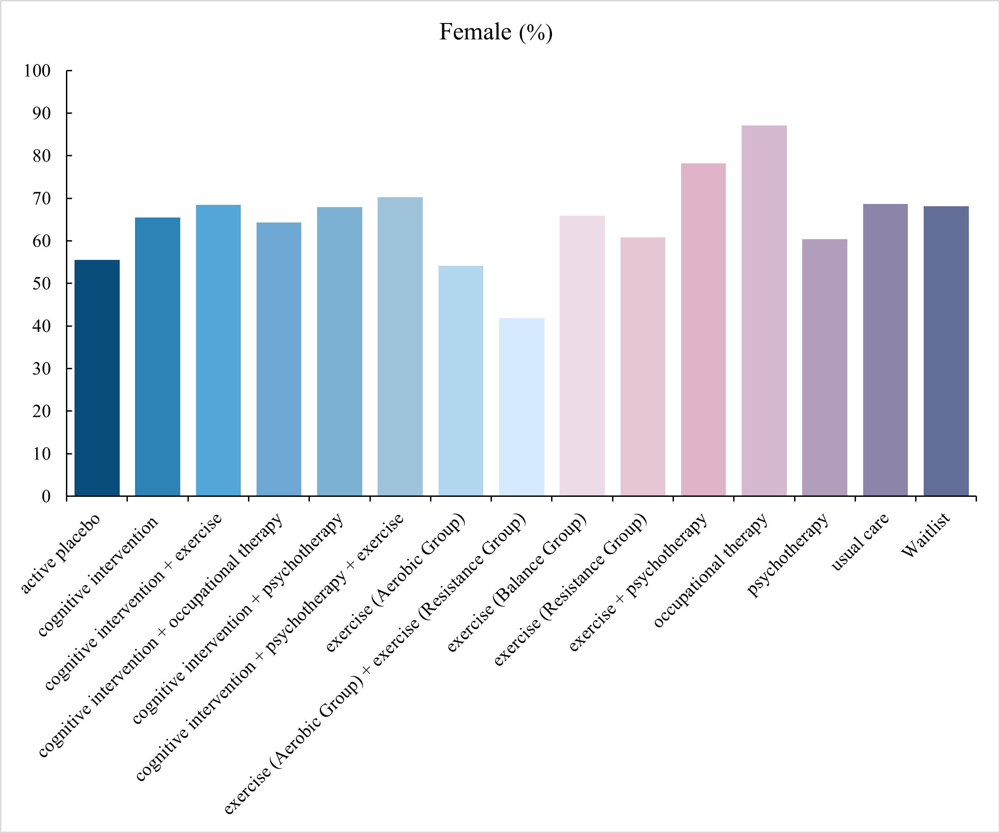 Female (%)
100
90
80
70
60
50
40
30
20
10
0
active placebo
cognitive intervention
cognitive intervention + exercise
cognitive intervention + occupational therapy
cognitive intervention + psychotherapy
cognitive intervention + psychotherapy + exercise
exercise (Aerobic Group)
exercise (Aerobic Group) + exercise (Resistance Group)
exercise (Balance Group)
exercise (Resistance Group)
exercise + psychotherapy
occupational therapy
psychotherapy
usual care
Waitlist